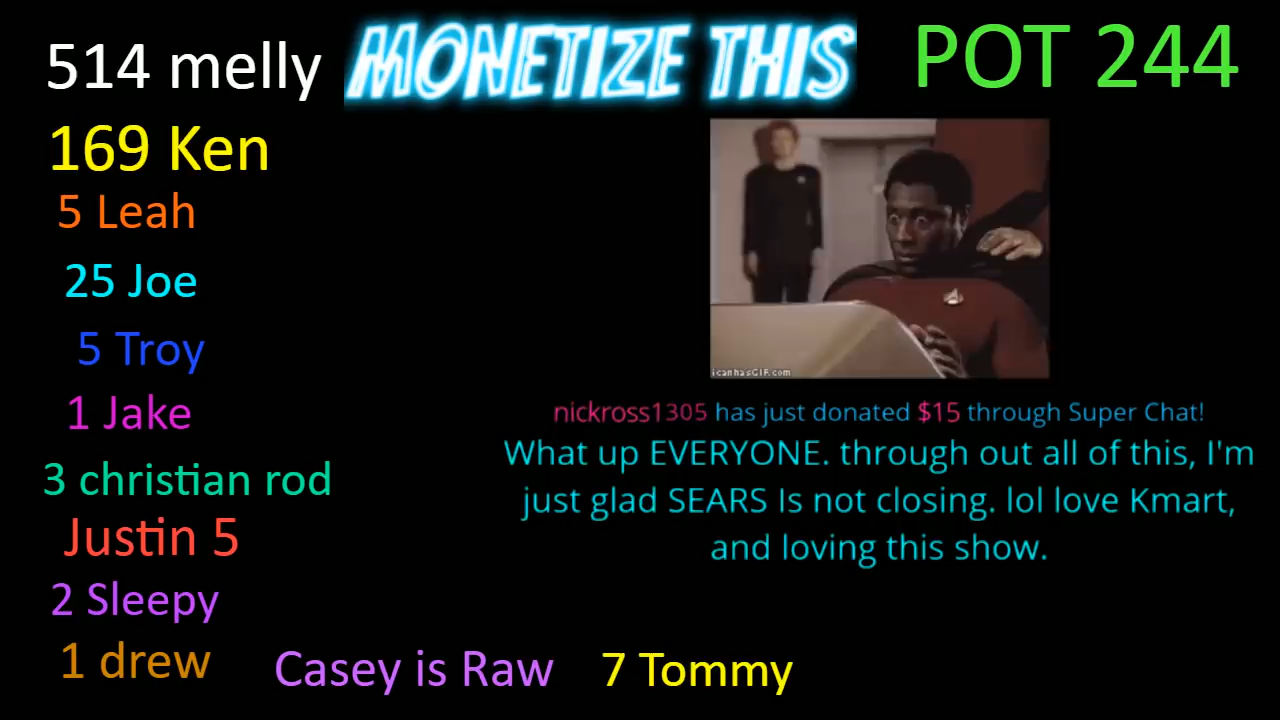 514 melly
MONETIZE THIS
POT 244
169 Ken
5 Leah
25 Joe
5 Troy
1 Jake
3 christian rod
Justin 5
2 Sleepy
1 drew
Casey is Raw
7 Tommy
icanhasGIF.com
nickross1305 has just donated $15 through Super Chat!
What up EVERYONE. through out all of this, I'm
just glad SEARS Is not closing. lol love Kmart,
and loving this show.